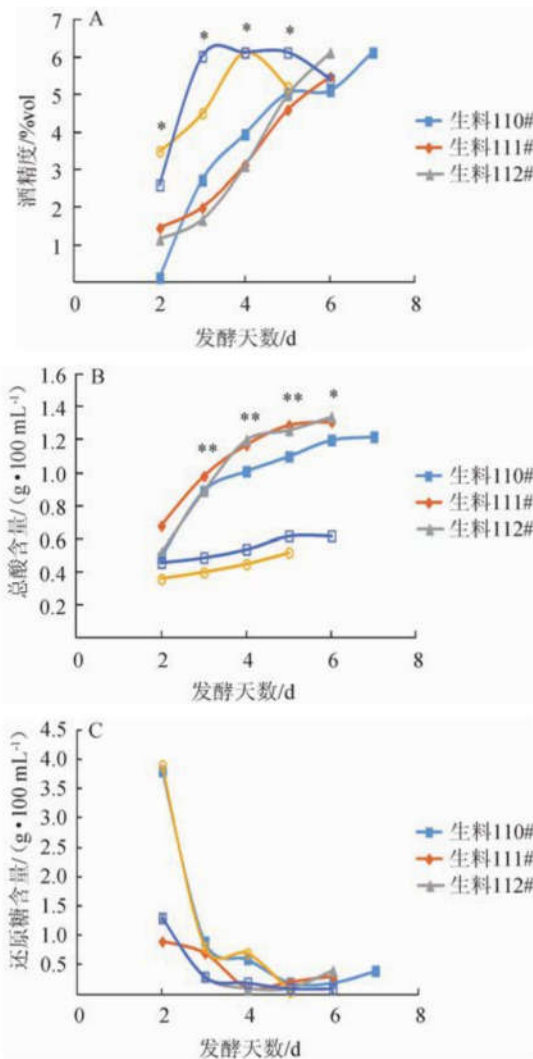 A
酒精度/%vol
7
6
5
4
3
2
1
* * * *
生料110#
生料111#
生料112#
0 2 4 6 8
发酵天数/d
B
总酸含量/(g·100 mL⁻¹)
1.6
1.4
1.2
1.0
0.8
0.6
0.4
0.2
** ** ** *
生料110#
生料111#
生料112#
0 2 4 6 8
发酵天数/d
C
还原糖含量/(g·100 mL⁻¹)
4.5
4.0
3.5
3.0
2.5
2.0
1.5
1.0
0.5
生料110#
生料111#
生料112#
0 2 4 6 8
发酵天数/d